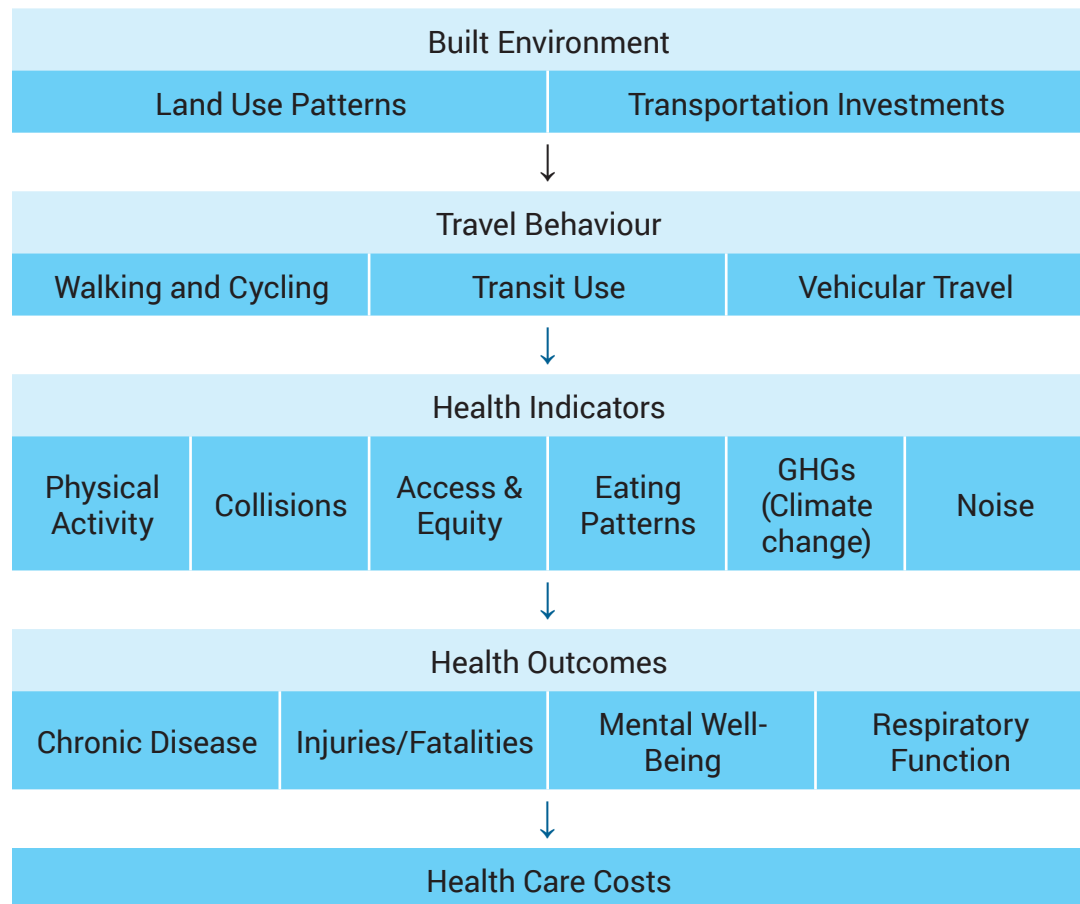 Built Environment
Land Use Patterns
Transportation Investments
↓
Travel Behaviour
Walking and Cycling
Transit Use
Vehicular Travel
↓
Health Indicators
Physical
Activity
Collisions
Access &
Equity
Eating
Patterns
GHGs
(Climate
change)
Noise
↓
Health Outcomes
Chronic Disease
Injuries/Fatalities
Mental Well-
Being
Respiratory
Function
↓
Health Care Costs